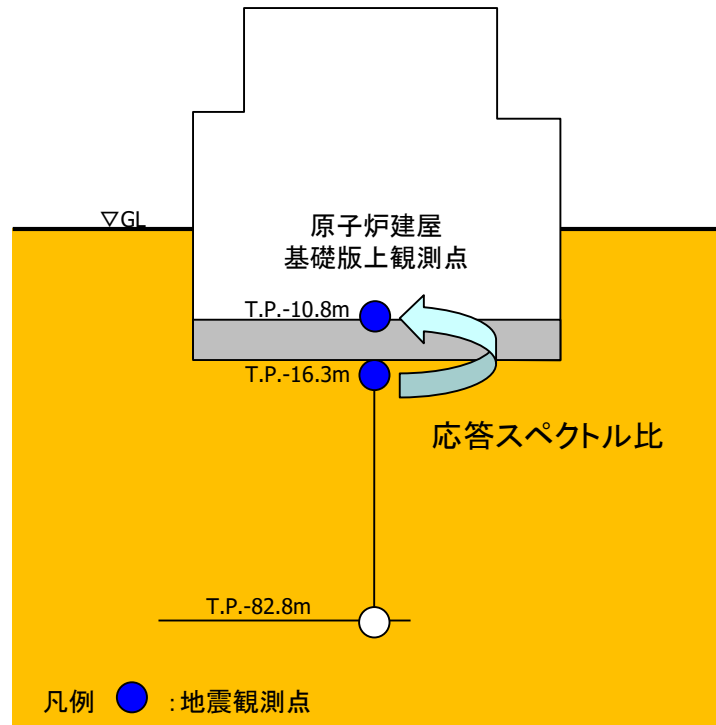 ▽GL
原子炉建屋
基礎版上観測点
T.P.-10.8m
T.P.-16.3m
応答スペクトル比
T.P.-82.8m
凡例 ：地震観測点